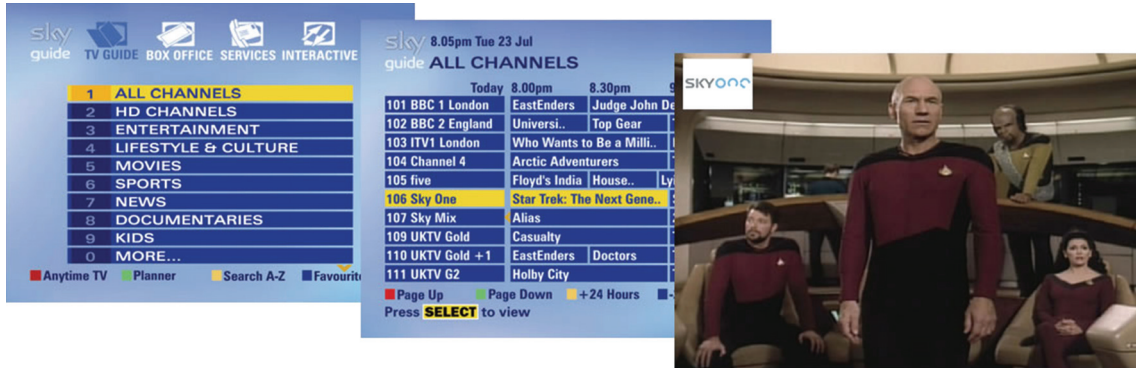 sky
guide
TV GUIDE BOX OFFICE SERVICES INTERACTIVE
1 ALL CHANNELS
2 HD CHANNELS
3 ENTERTAINMENT
4 LIFESTYLE & CULTURE
5 MOVIES
6 SPORTS
7 NEWS
8 DOCUMENTARIES
9 KIDS
0 MORE...
Anytime TV Planner Search A-Z Favourite
sky
guide
8.05pm Tue 23 Jul
ALL CHANNELS
Today 8.00pm 8.30pm 9
101 BBC 1 London EastEnders Judge John De
102 BBC 2 England Universi.. Top Gear
103 ITV1 London Who Wants to Be a Milli..
104 Channel 4 Arctic Adventurers
105 five Floyd's India House.. Lyi
106 Sky One Star Trek: The Next Gene..
107 Sky Mix Alias
109 UKTV Gold Casualty
110 UKTV Gold +1 EastEnders Doctors
111 UKTV G2 Holby City
Page Up Page Down +24 Hours
Press SELECT to view
SKY one